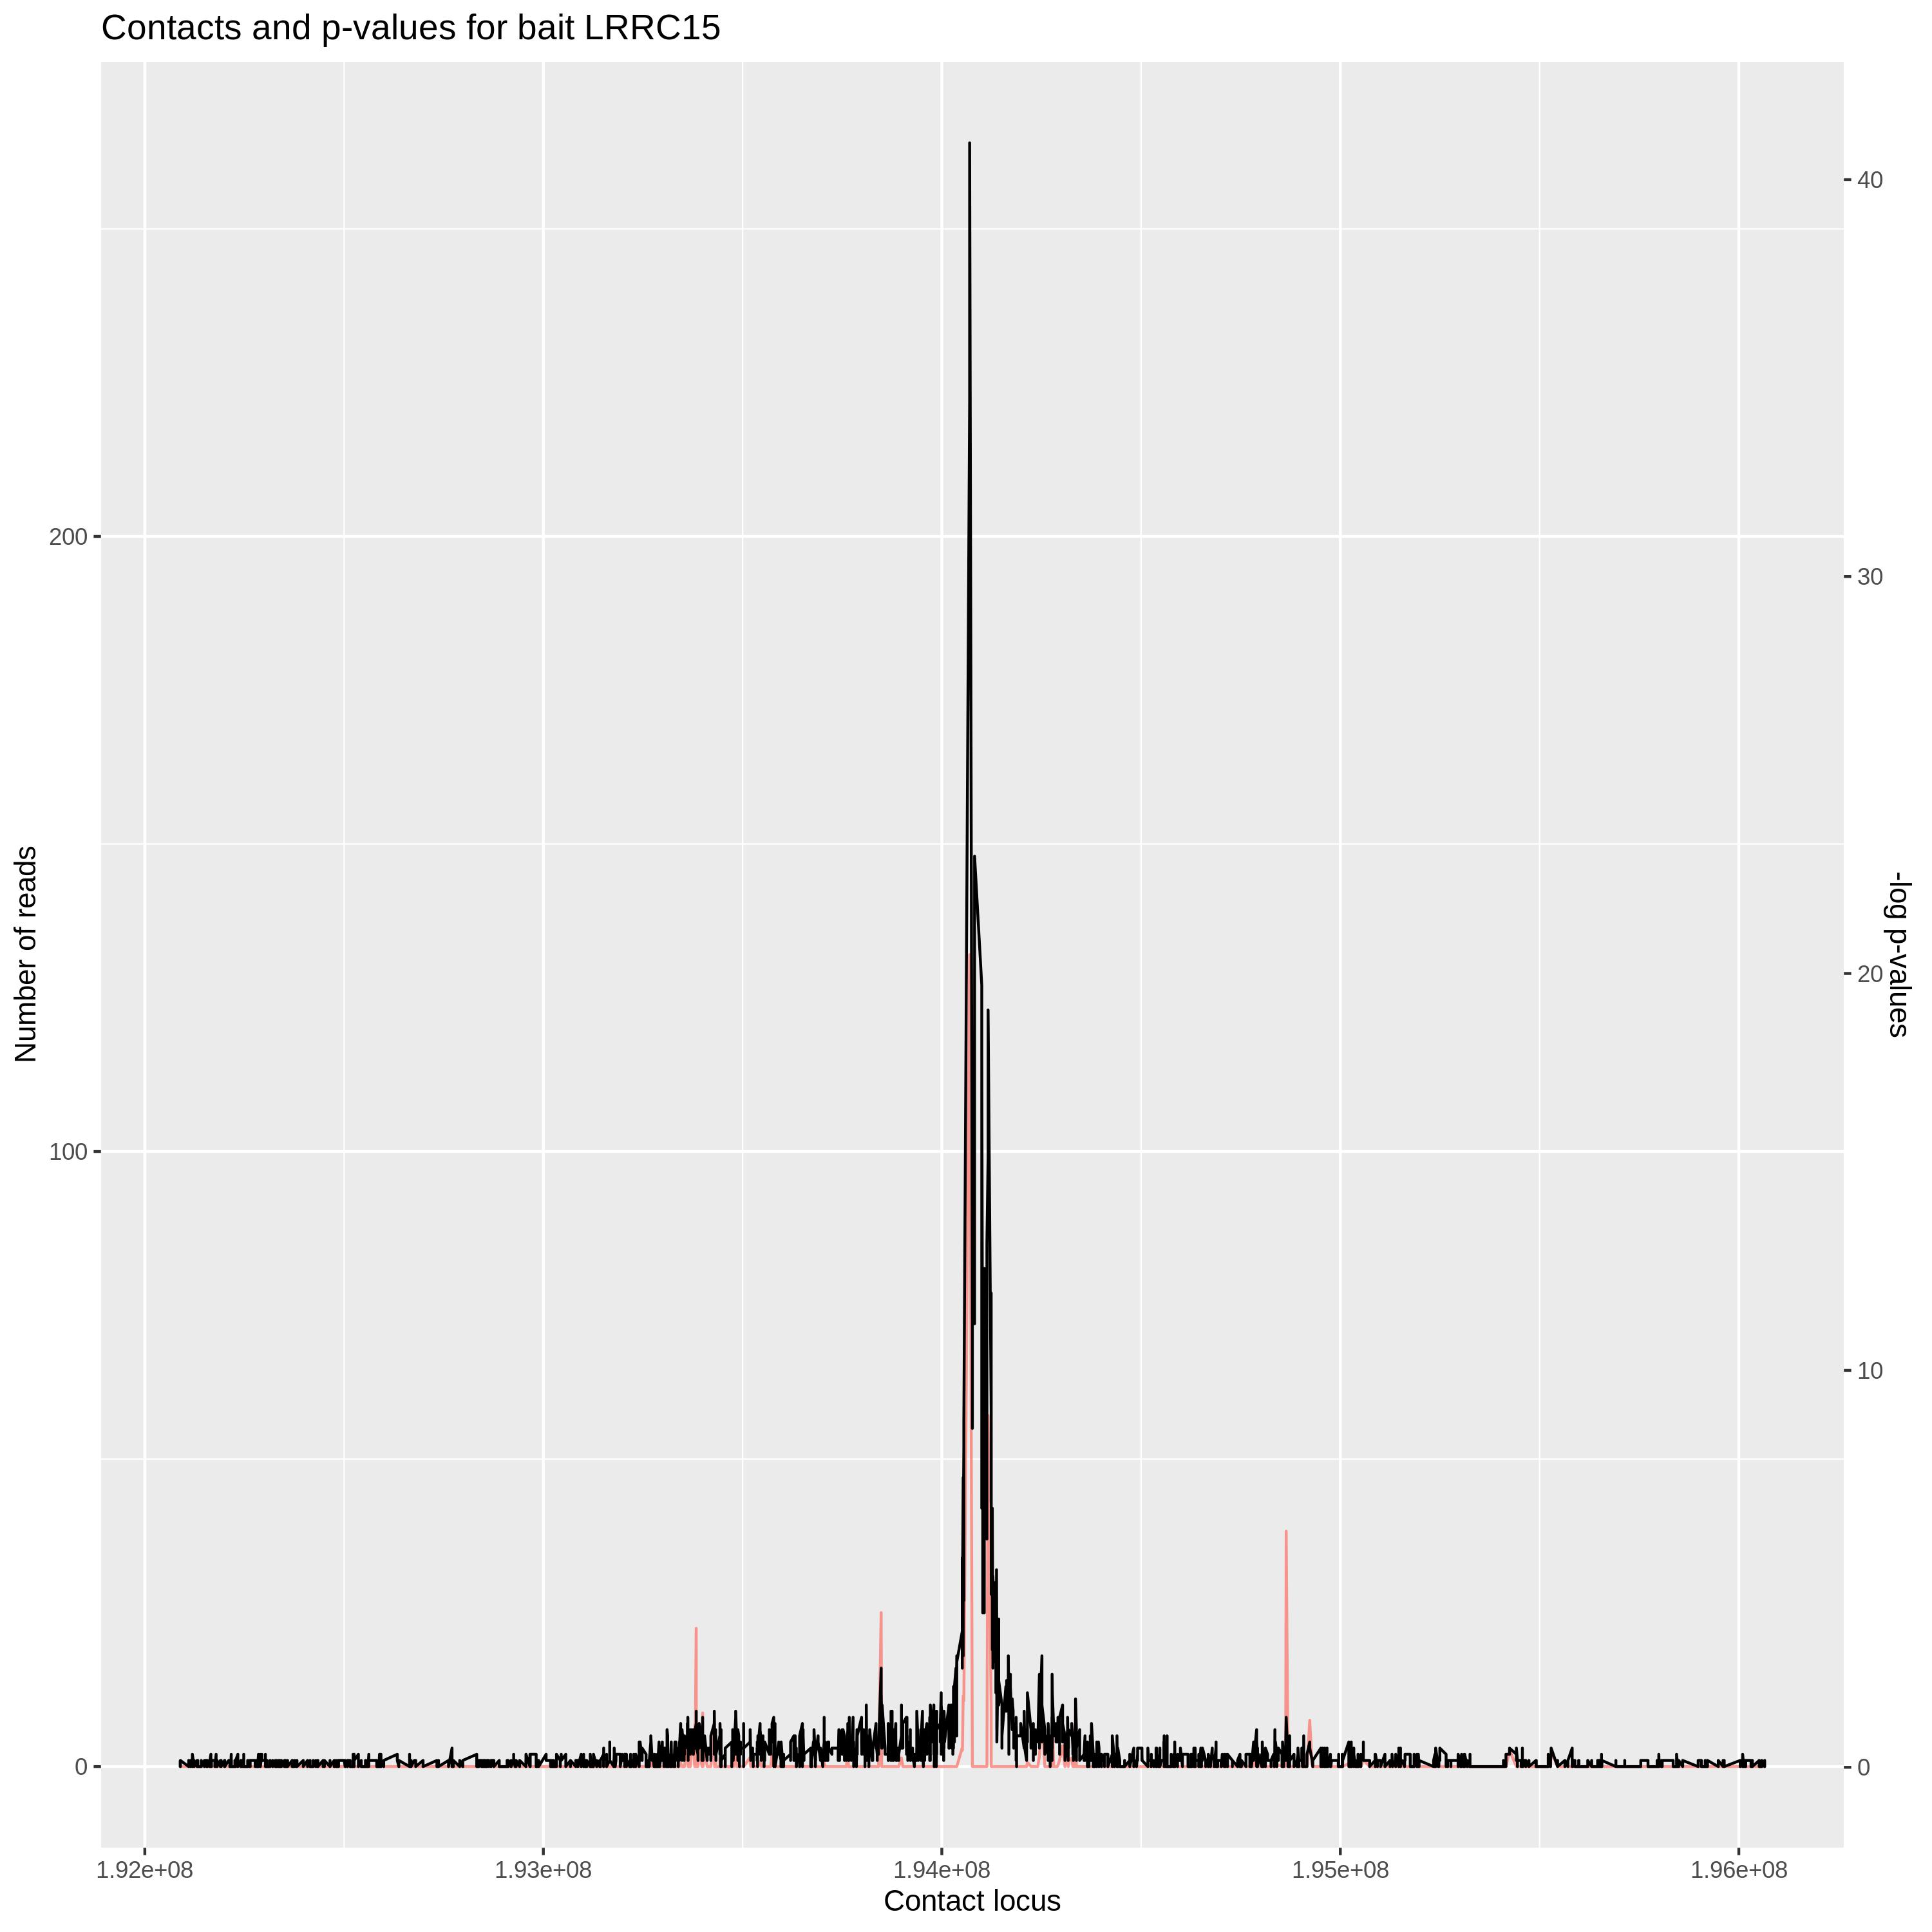 Contacts and p-values for bait LRRC15
Number of reads
200
100
0
40
30
20
10
0
-log p-values
1.92e+08 1.93e+08 1.94e+08 1.95e+08 1.96e+08
Contact locus